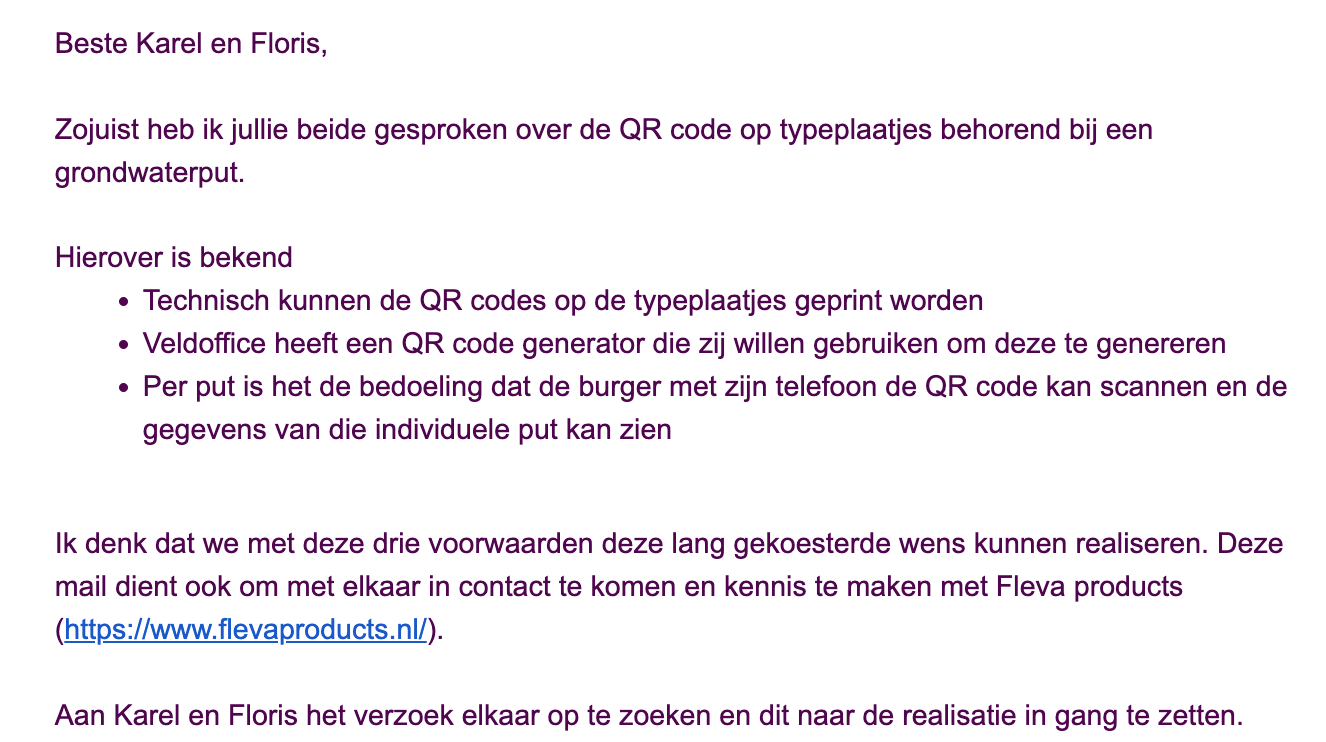 Beste Karel en Floris,
Zojuist heb ik jullie beide gesproken over de QR code op typeplaatjes behorend bij een
grondwaterput.
Hierover is bekend
• Technisch kunnen de QR codes op de typeplaatjes geprint worden
• Veldoffice heeft een QR code generator die zij willen gebruiken om deze te genereren
• Per put is het de bedoeling dat de burger met zijn telefoon de QR code kan scannen en de
gegevens van die individuele put kan zien
Ik denk dat we met deze drie voorwaarden deze lang gekoesterde wens kunnen realiseren. Deze
mail dient ook om met elkaar in contact te komen en kennis te maken met Fleva products
(https://www.flevaproducts.nl/).
Aan Karel en Floris het verzoek elkaar op te zoeken en dit naar de realisatie in gang te zetten.